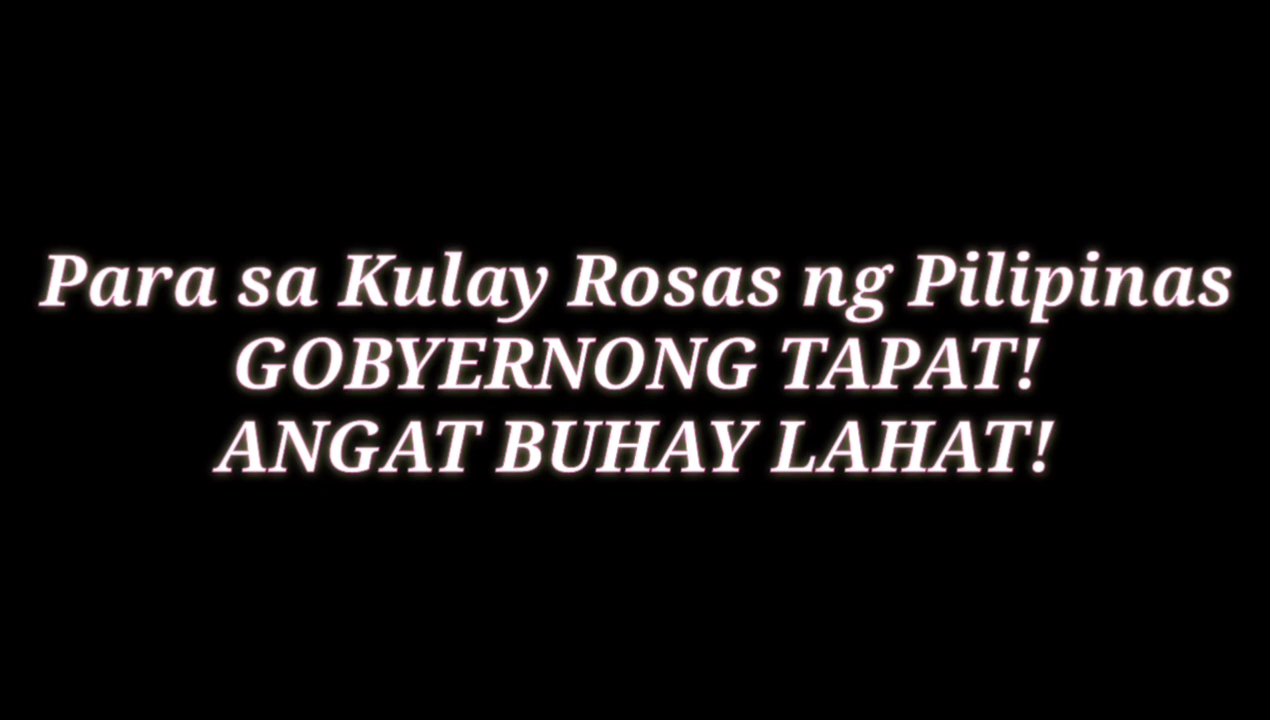 Para sa Kulay Rosas ng Pilipinas
GOBYERNONG TAPAT!
ANGAT BUHAY LAHAT!